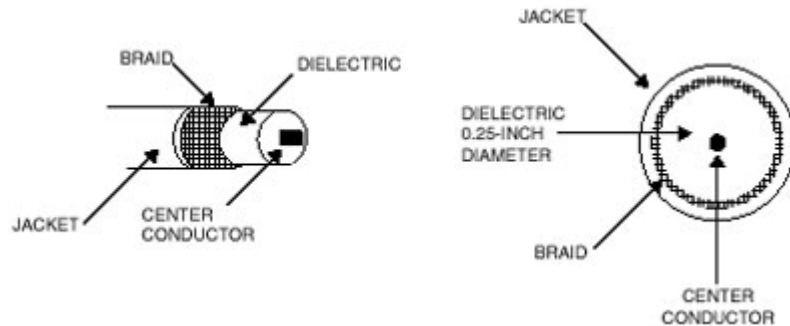 BRAID
DIELECTRIC
JACKET
CENTER
CONDUCTOR
JACKET
DIELECTRIC
0.25-INCH
DIAMETER
BRAID
CENTER
CONDUCTOR